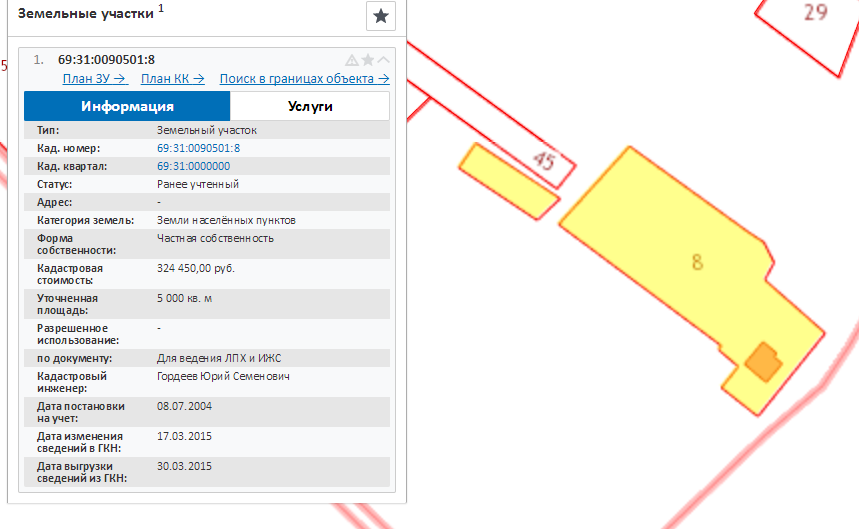 Земельные участки 1
1. 69:31:0090501:8
План ЗУ → План КК → Поиск в границах объекта →
Информация Услуги
Тип: Земельный участок
Кад. номер: 69:31:0090501:8
Кад. квартал: 69:31:0000000
Статус: Ранее учтенный
Адрес: -
Категория земель: Земли населённых пунктов
Форма
собственности: Частная собственность
Кадастровая
стоимость: 324 450,00 руб.
Уточненная
площадь: 5 000 кв. м
Разрешенное
использование: -
по документу: Для ведения ЛПХ и ИЖС
Кадастровый
инженер: Гордеев Юрий Семенович
Дата постановки
на учет: 08.07.2004
Дата изменения
сведений в ГКН: 17.03.2015
Дата выгрузки
сведений из ГКН: 30.03.2015
5
29
45
8